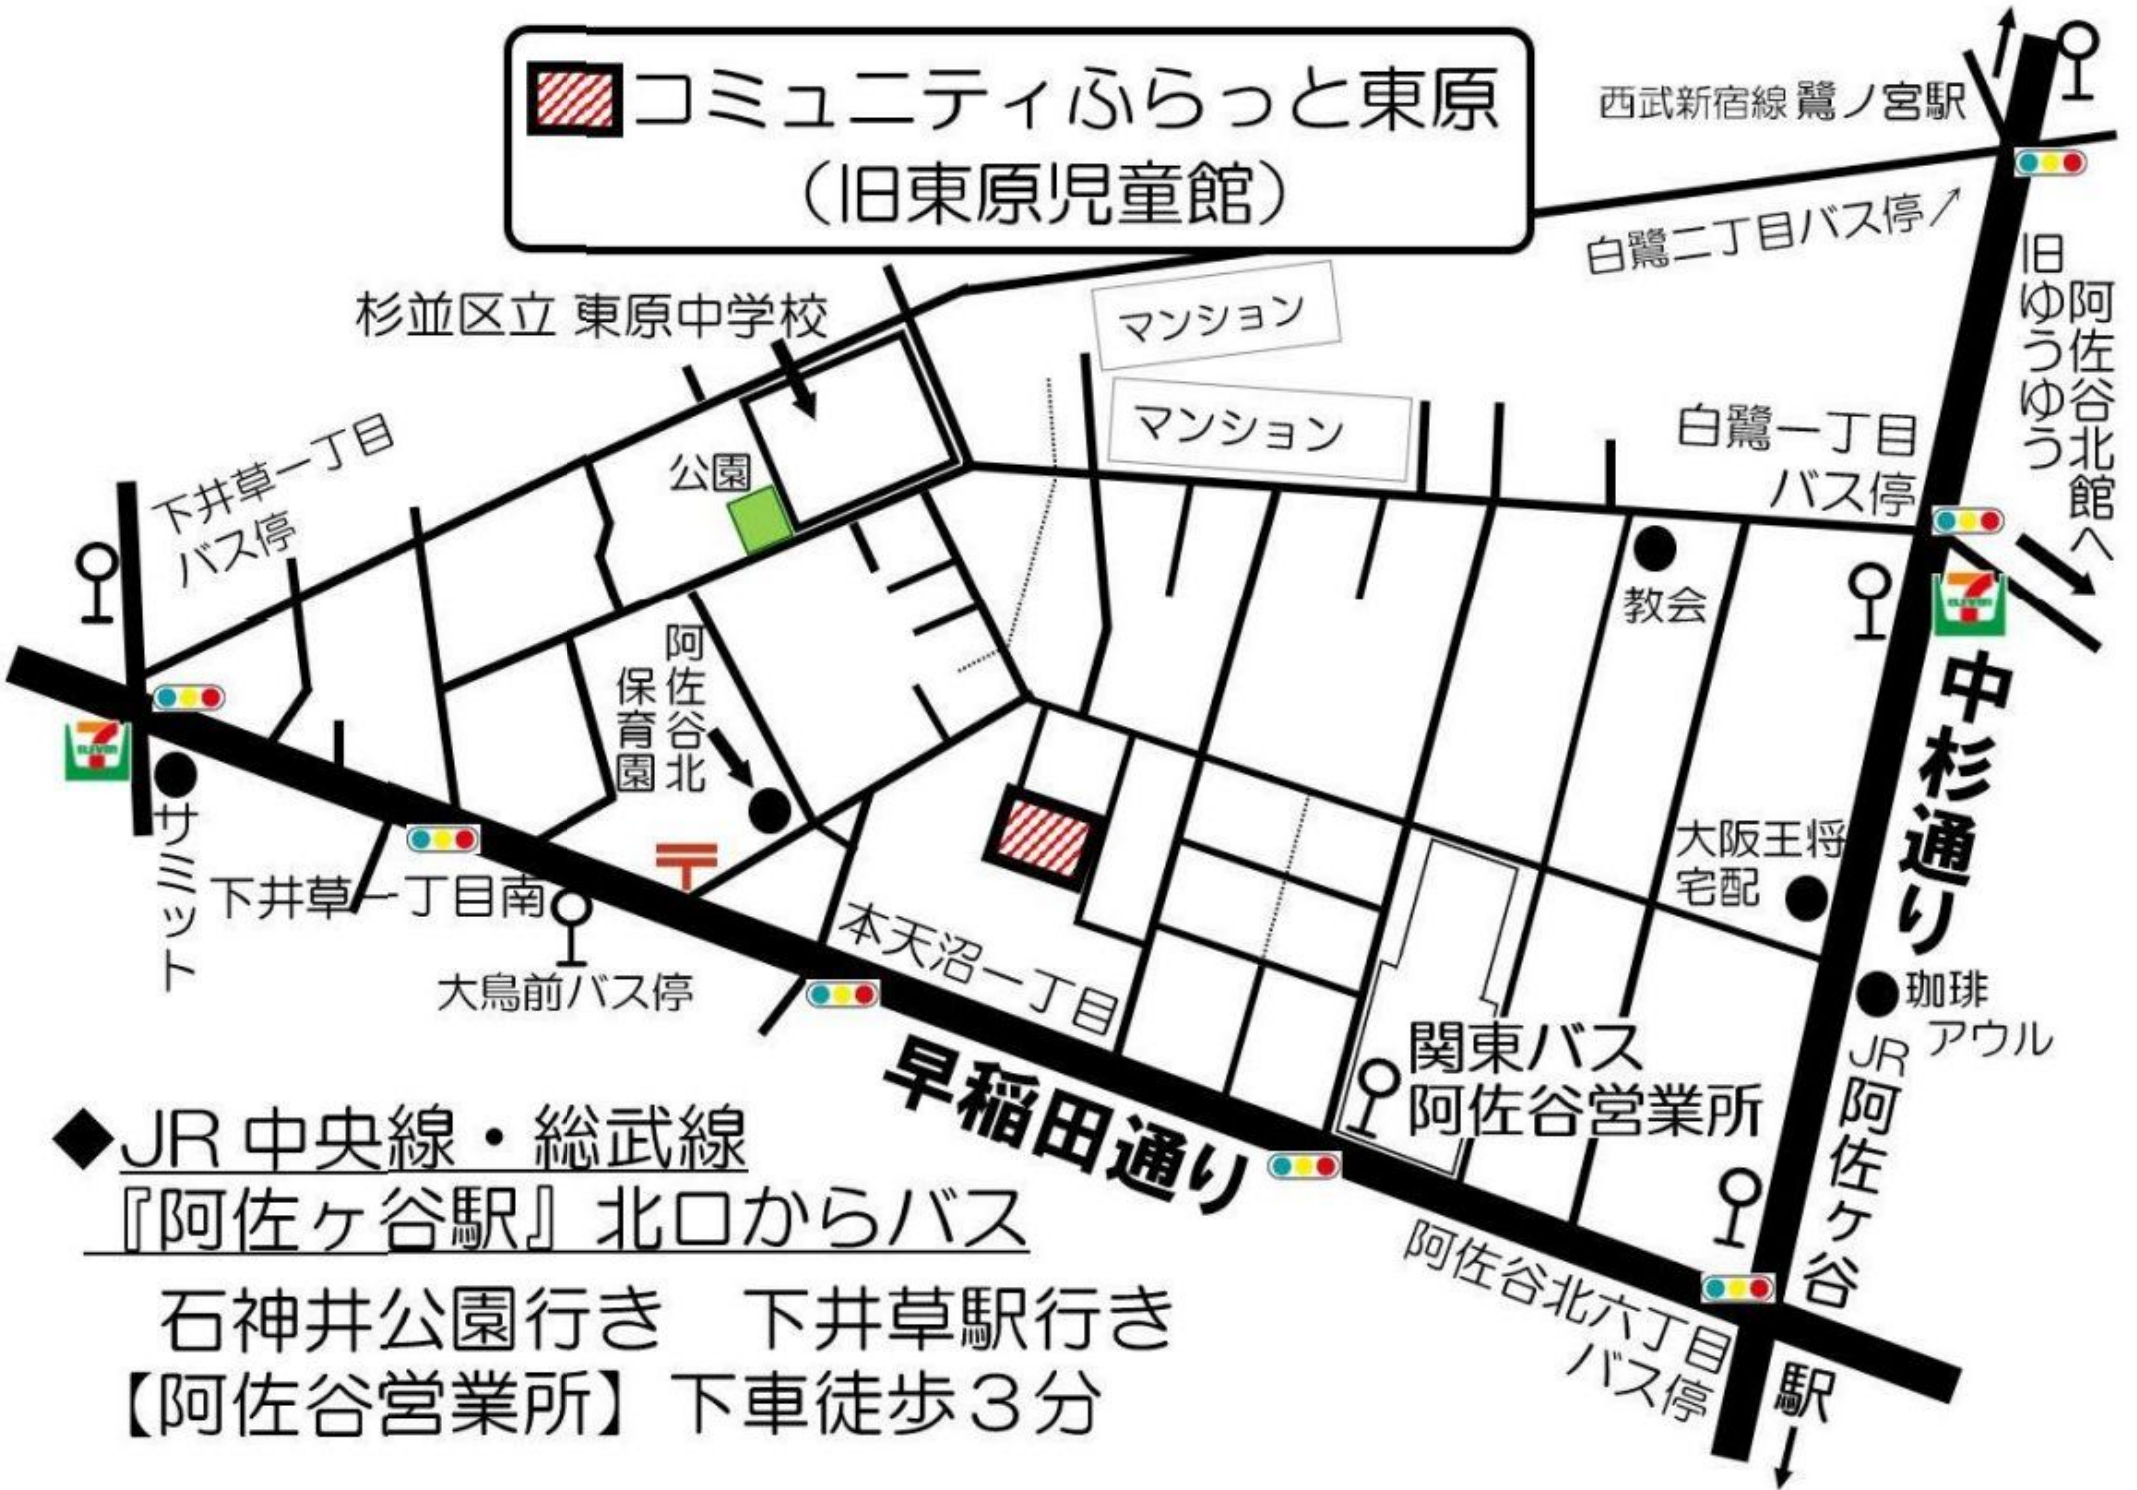 コミュニティふらっと東原
（旧東原児童館）
西武新宿線 鷺ノ宮駅
白鷺二丁目バス停↗
旧ゆうゆう
阿佐谷北館へ
杉並区立 東原中学校
マンション
マンション
白鷺一丁目
バス停
公園
下井草一丁目
バス停
教会
ELEVEN
中杉通り
阿佐谷北
保育園
ELEVEN
サミット
下井草一丁目南
大鳥前バス停
本天沼一丁目
大阪王将
宅配
珈琲
アウル
関東バス
阿佐谷営業所
早稲田通り
JR阿佐ヶ谷
駅
阿佐谷北六丁目
バス停
◆JR 中央線・総武線
『阿佐ヶ谷駅』北口からバス
石神井公園行き　下井草駅行き
【阿佐谷営業所】下車徒歩３分